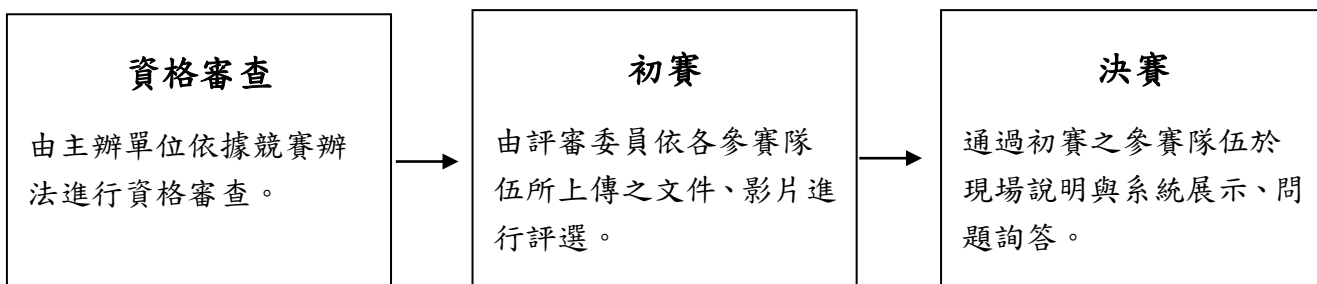 資格審查
由主辦單位依據競賽辦
法進行資格審查。
初賽
由評審委員依各參賽隊
伍所上傳之文件、影片進
行評選。
決賽
通過初賽之參賽隊伍於
現場說明與系統展示、問
題詢答。